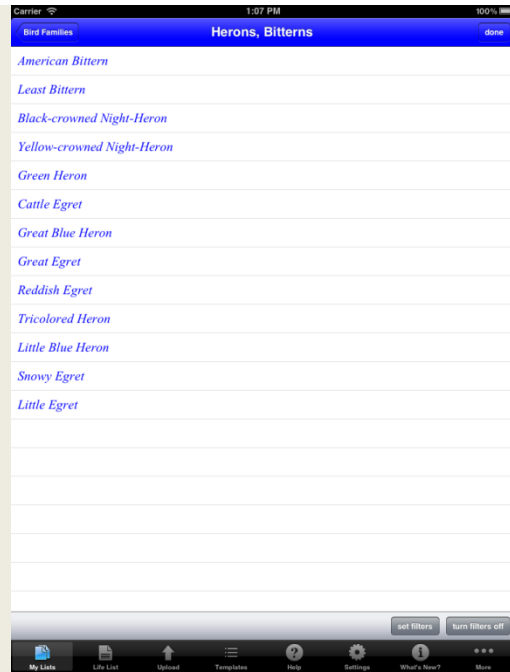 Carrier 1:07 PM 100%
Bird Families Herons, Bitterns done
American Bittern
Least Bittern
Black-crowned Night-Heron
Yellow-crowned Night-Heron
Green Heron
Cattle Egret
Great Blue Heron
Great Egret
Reddish Egret
Tricolored Heron
Little Blue Heron
Snowy Egret
Little Egret
set filters turn filters off
My Lists Life List Upload Templates Help Settings What's New? More